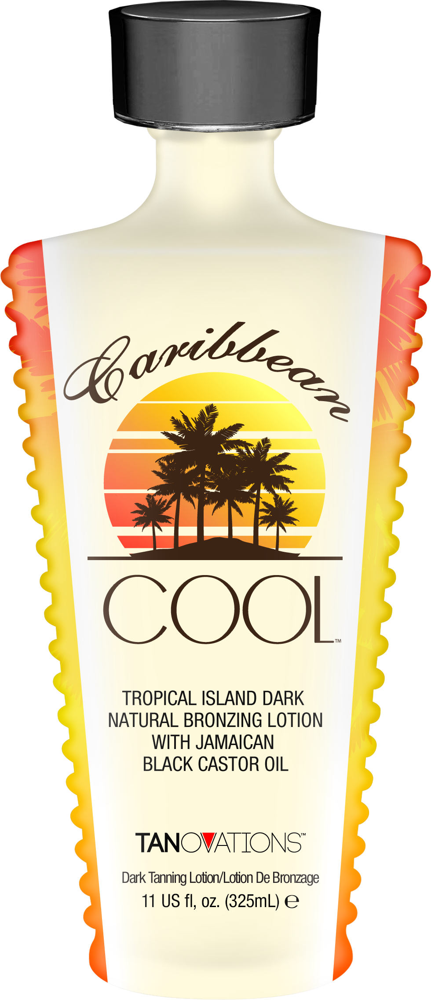 Caribbean
COOL™
TROPICAL ISLAND DARK
NATURAL BRONZING LOTION
WITH JAMAICAN
BLACK CASTOR OIL
TANOVATIONS™
Dark Tanning Lotion/Lotion De Bronzage
11 US fl, oz. (325mL) ℮